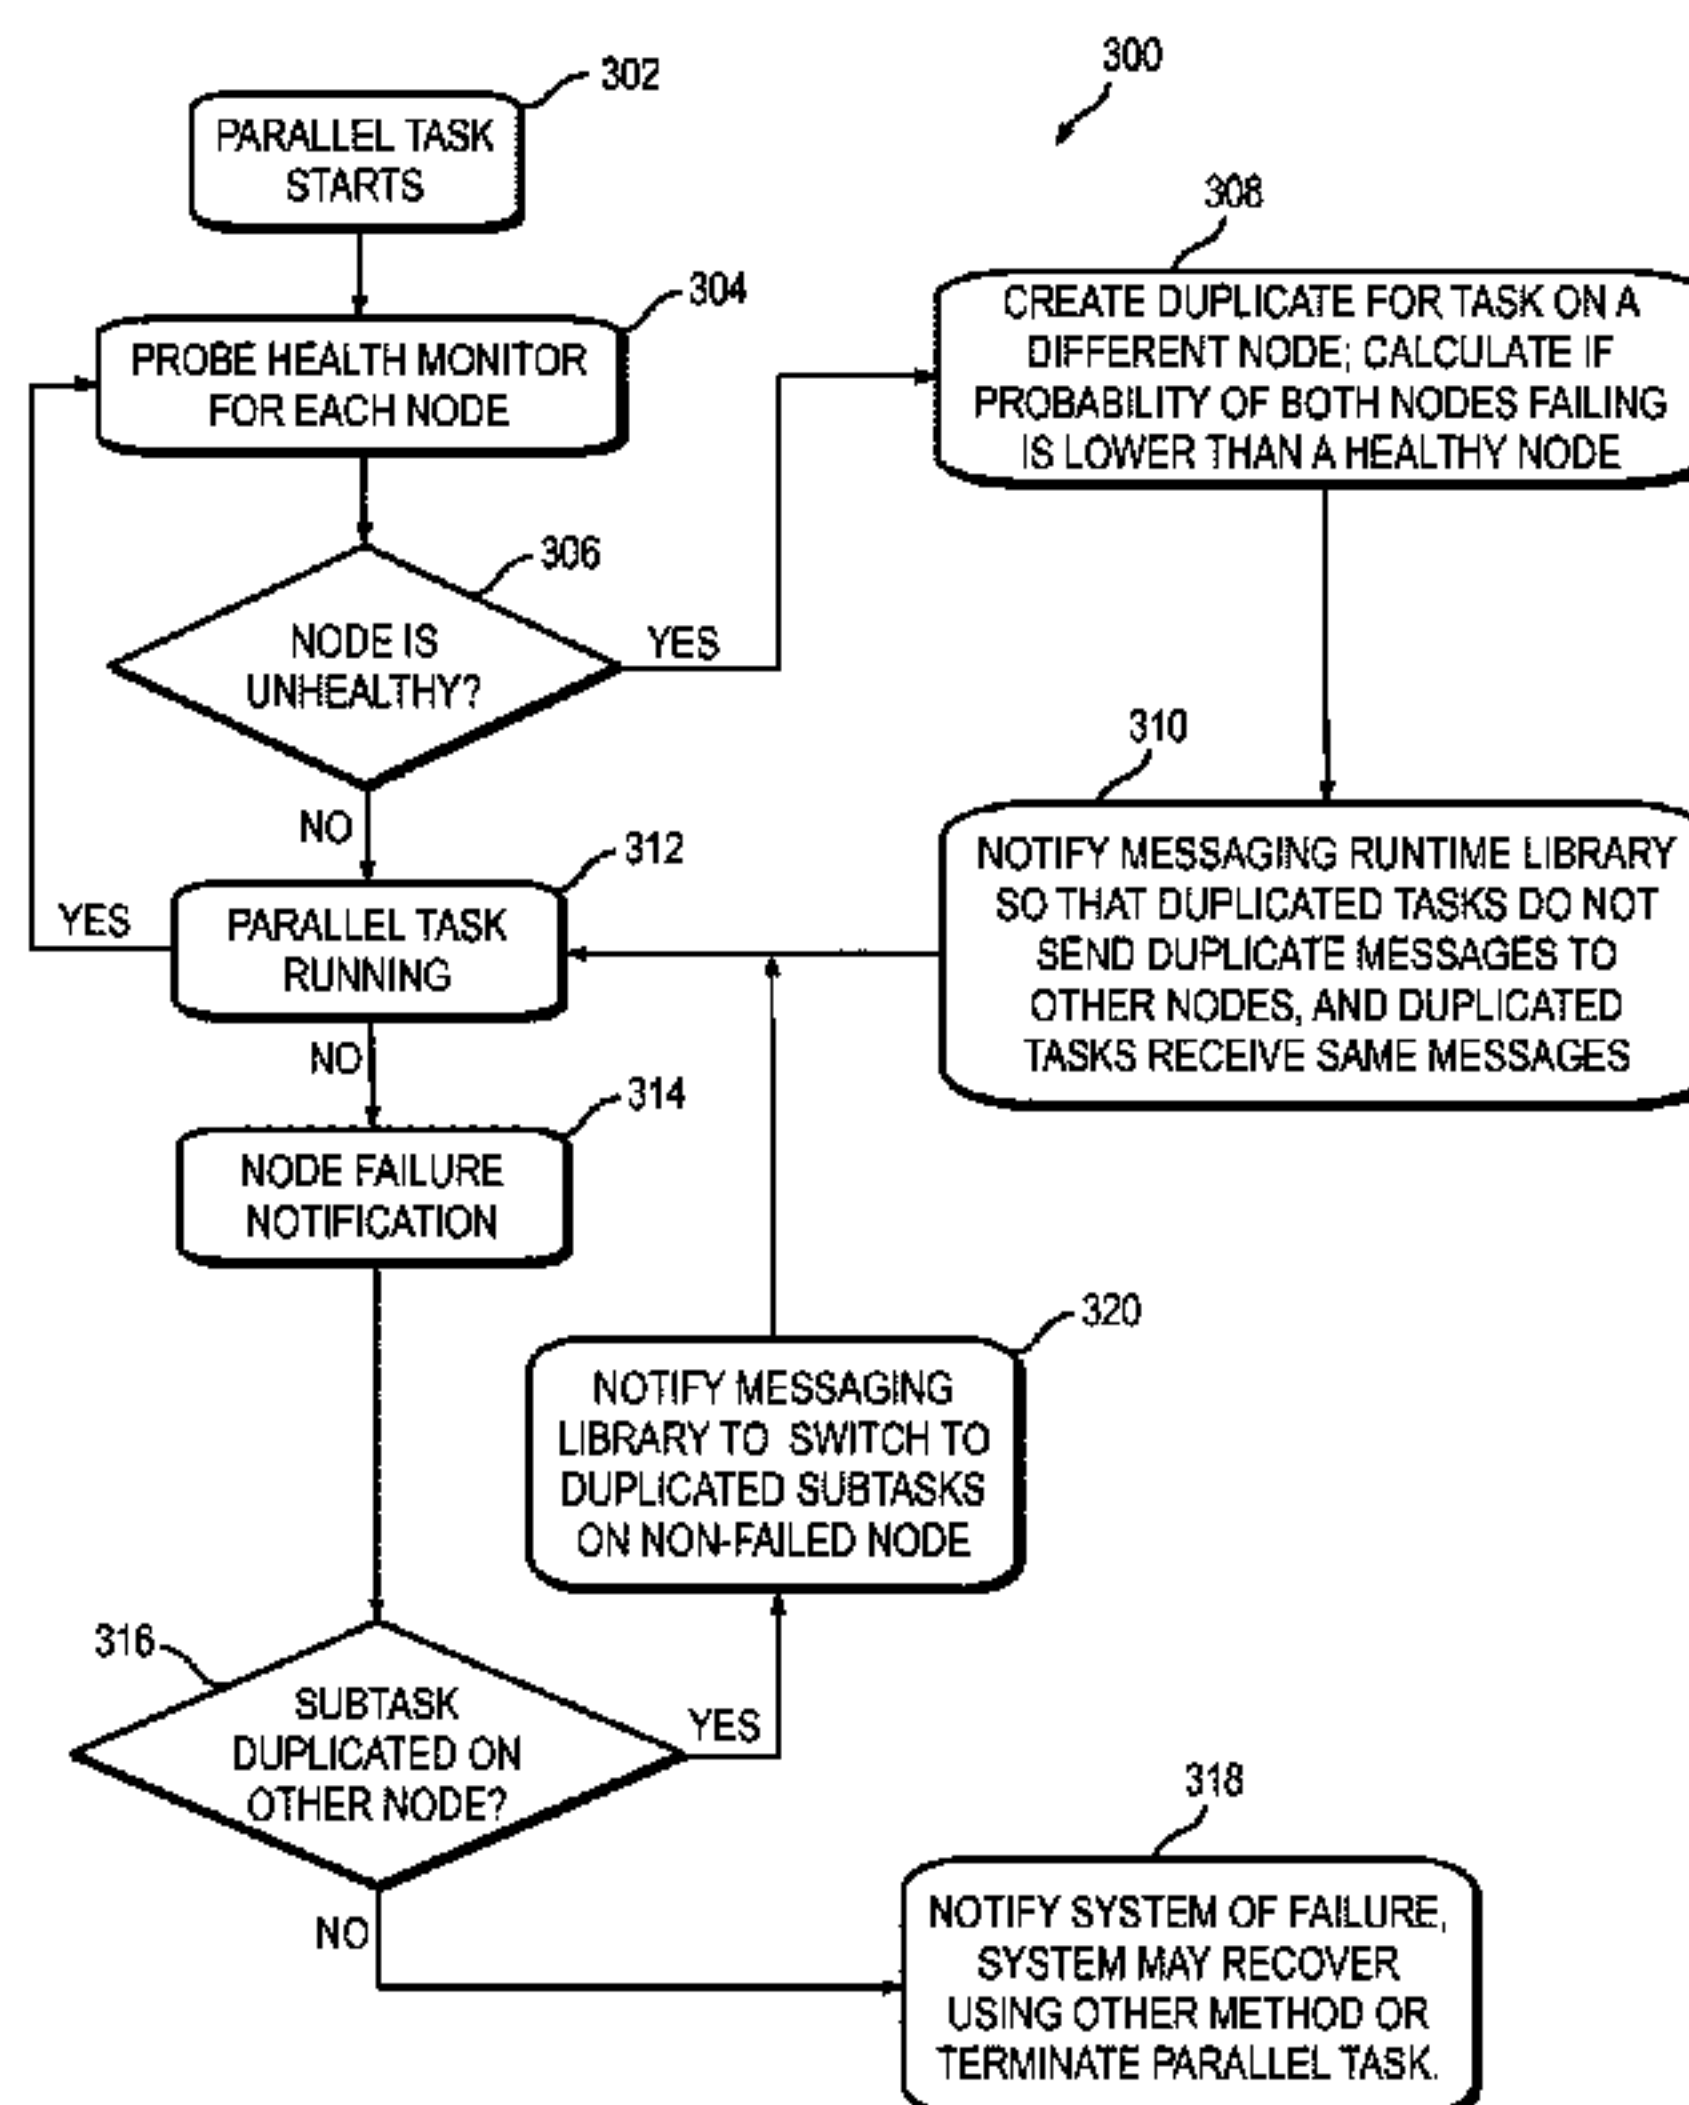 300
302
PARALLEL TASK
STARTS
304
PROBE HEALTH MONITOR
FOR EACH NODE
306
NODE IS
UNHEALTHY?
YES
NO
308
CREATE DUPLICATE FOR TASK ON A
DIFFERENT NODE; CALCULATE IF
PROBABILITY OF BOTH NODES FAILING
IS LOWER THAN A HEALTHY NODE
310
NOTIFY MESSAGING RUNTIME LIBRARY
SO THAT DUPLICATED TASKS DO NOT
SEND DUPLICATE MESSAGES TO
OTHER NODES, AND DUPLICATED
TASKS RECEIVE SAME MESSAGES
312
PARALLEL TASK
RUNNING
YES
NO
314
NODE FAILURE
NOTIFICATION
320
NOTIFY MESSAGING
LIBRARY TO SWITCH TO
DUPLICATED SUBTASKS
ON NON-FAILED NODE
316
SUBTASK
DUPLICATED ON
OTHER NODE?
YES
NO
318
NOTIFY SYSTEM OF FAILURE,
SYSTEM MAY RECOVER
USING OTHER METHOD OR
TERMINATE PARALLEL TASK.